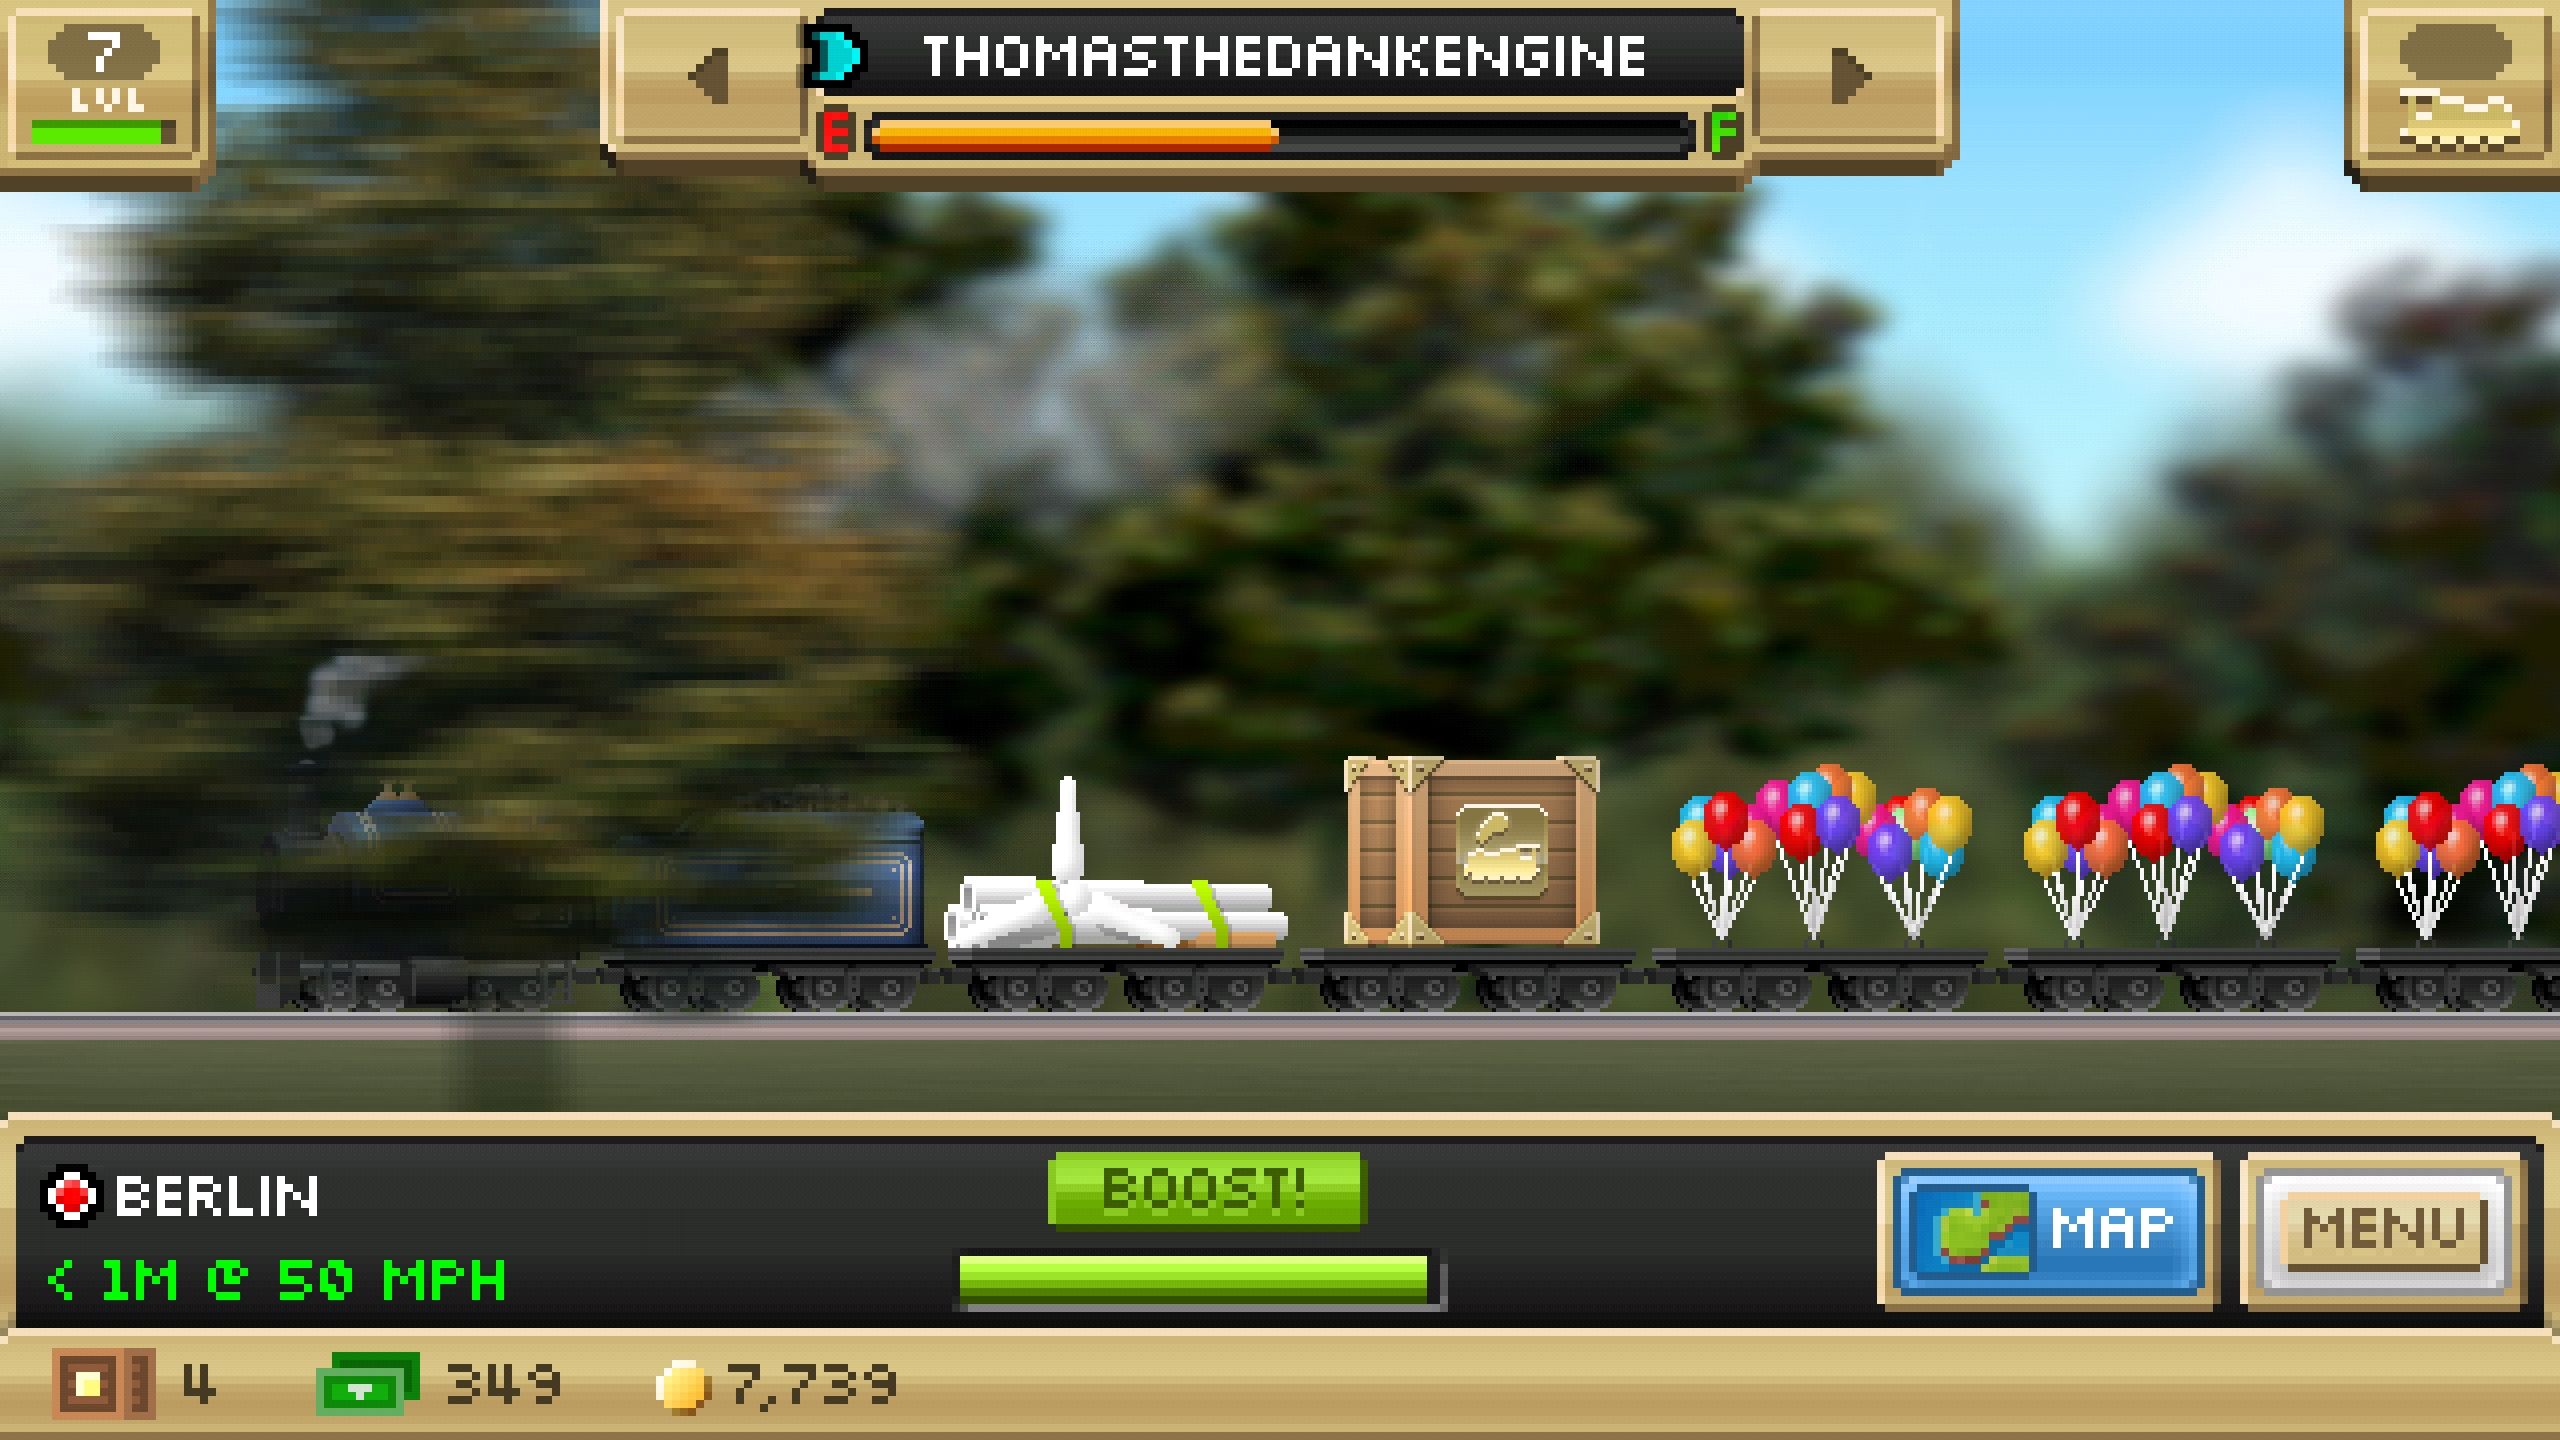 7
LVL
THOMASTHEDANKENGINE
E
F
BERLIN
< 1M @ 50 MPH
BOOST!
MAP
MENU
4
349
7,739